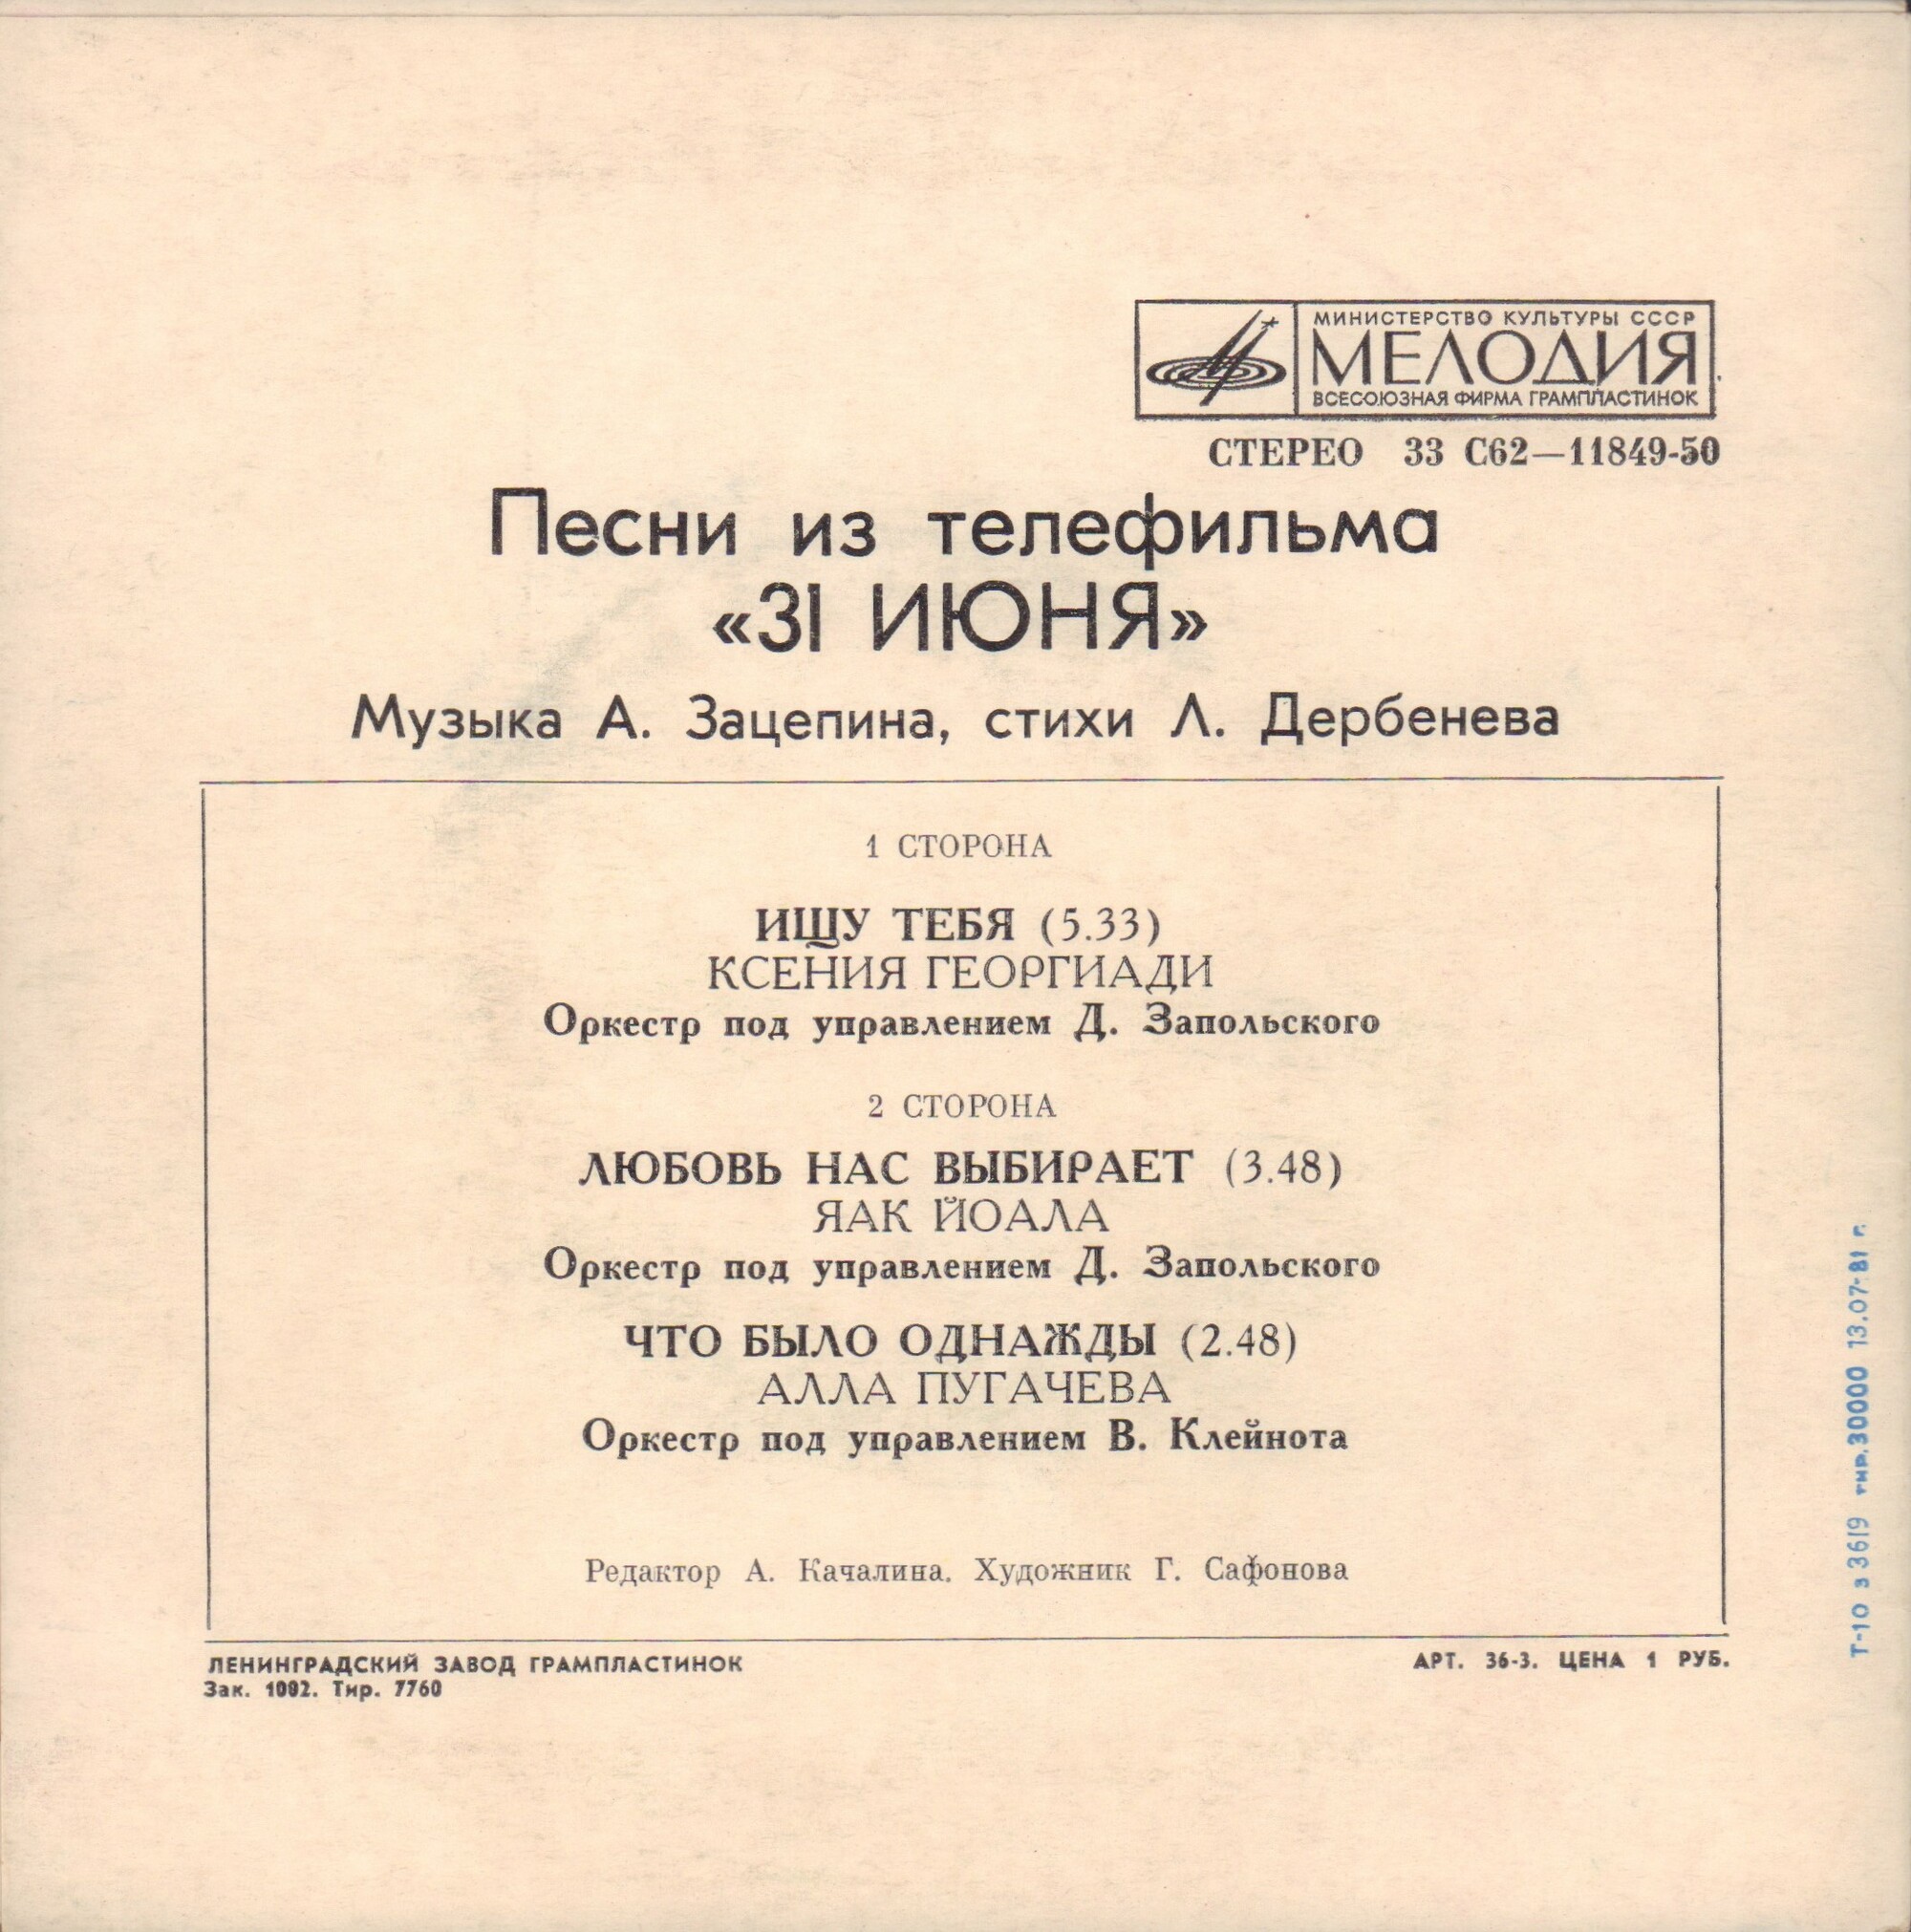 МИНИСТЕРСТВО КУЛЬТУРЫ СССР
МЕЛОДИЯ
ВСЕСОЮЗНАЯ ФИРМА ГРАМПЛАСТИНОК
СТЕРЕО 33 С62—11849-50
Песни из телефильма
«31 ИЮНЯ»
Музыка А. Зацепина, стихи Л. Дербенева
1 СТОРОНА
ИЩУ ТЕБЯ (5.33)
КСЕНИЯ ГЕОРГИАДИ
Оркестр под управлением Д. Запольского
2 СТОРОНА
ЛЮБОВЬ НАС ВЫБИРАЕТ (3.48)
ЯАК ЙОАЛА
Оркестр под управлением Д. Запольского
ЧТО БЫЛО ОДНАЖДЫ (2.48)
АЛЛА ПУГАЧЕВА
Оркестр под управлением В. Клейнота
Редактор А. Качалина. Художник Г. Сафонова
ЛЕНИНГРАДСКИЙ ЗАВОД ГРАМПЛАСТИНОК
Зак. 1092. Тир. 7760
АРТ. 36-3. ЦЕНА 1 РУБ.
Т-10 з 3619 тир.30000 13.07-81 г.